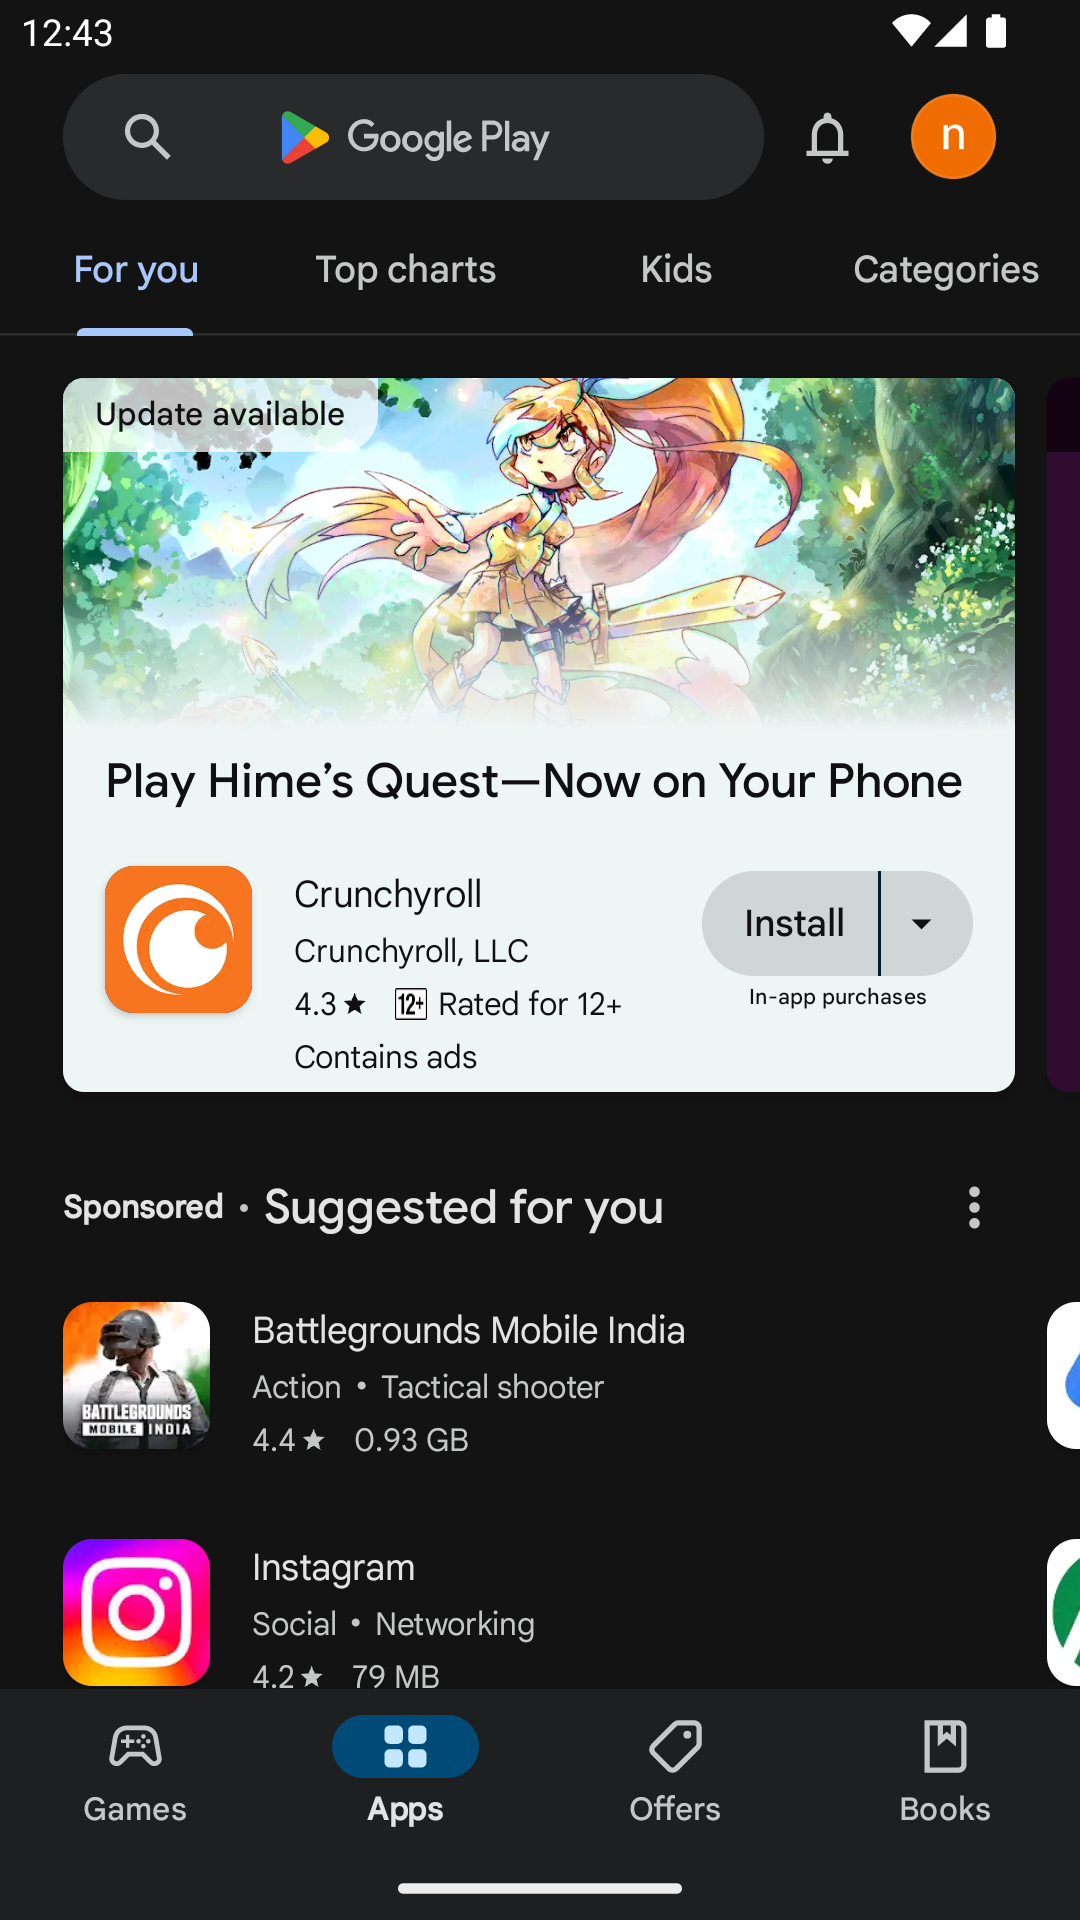 12:43
Google Play
n
For you
Top charts
Kids
Categories
Update available
Play Hime’s Quest—Now on Your Phone
Crunchyroll
Crunchyroll, LLC
4.3★ 12+ Rated for 12+
Contains ads
Install
In-app purchases
Sponsored • Suggested for you
BATTLEGROUNDS
MOBILE INDIA
Battlegrounds Mobile India
Action • Tactical shooter
4.4★ 0.93 GB
Instagram
Social • Networking
4.2★ 79 MB
Games
Apps
Offers
Books